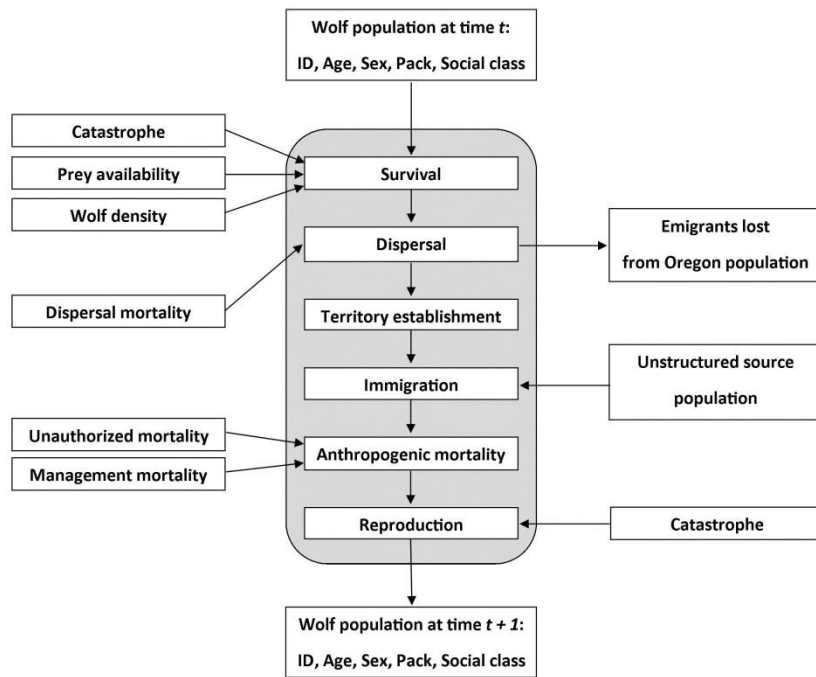 Wolf population at time t:
ID, Age, Sex, Pack, Social class
Catastrophe
Prey availability
Wolf density
Survival
Dispersal
Emigrants lost
from Oregon population
Dispersal mortality
Territory establishment
Immigration
Unstructured source
population
Unauthorized mortality
Management mortality
Anthropogenic mortality
Reproduction
Catastrophe
Wolf population at time t + 1:
ID, Age, Sex, Pack, Social class